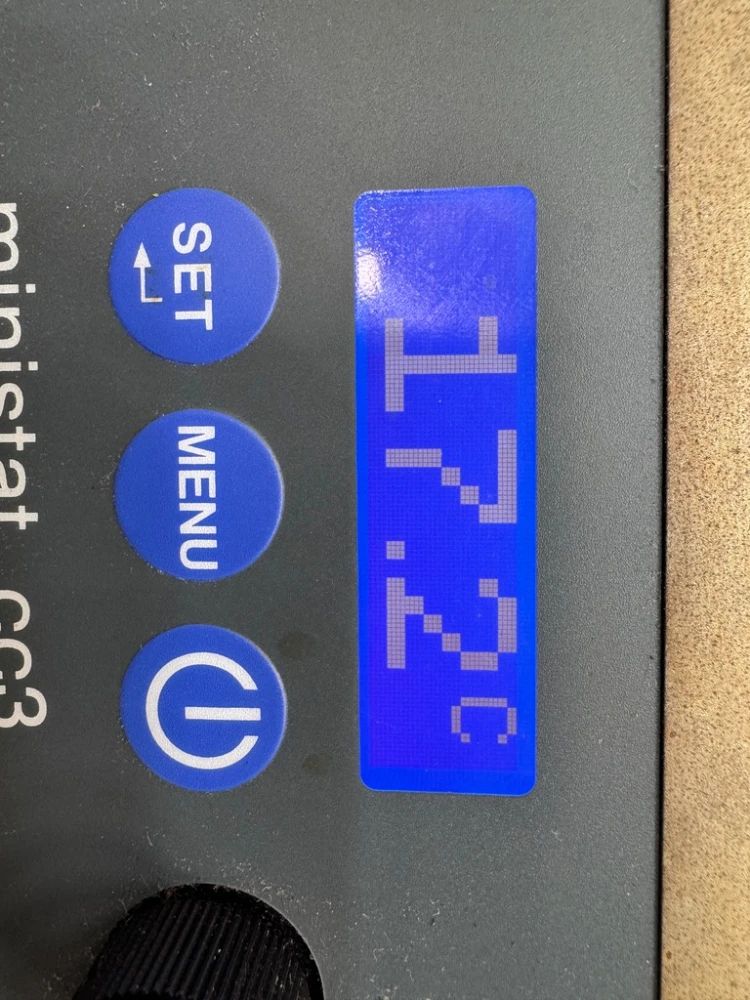 17.2c
SET
MENU
ministat cc3